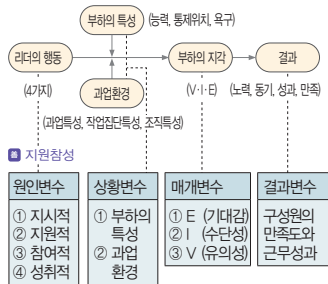 부하의 특성 (능력, 통제위치, 욕구)
리더의 행동 부하의 지각 결과
(4가지) 과업환경 (V·I·E) (노력, 동기, 성과, 만족)
(과업특성, 작업집단특성, 조직특성)
지원참성
원인변수 상황변수 매개변수 결과변수
① 지시적 ① 부하의 ① E (기대감) 구성원의
② 지원적 특성 ② I (수단성) 만족도와
③ 참여적 ② 과업 ③ V (유의성) 근무성과
④ 성취적 환경